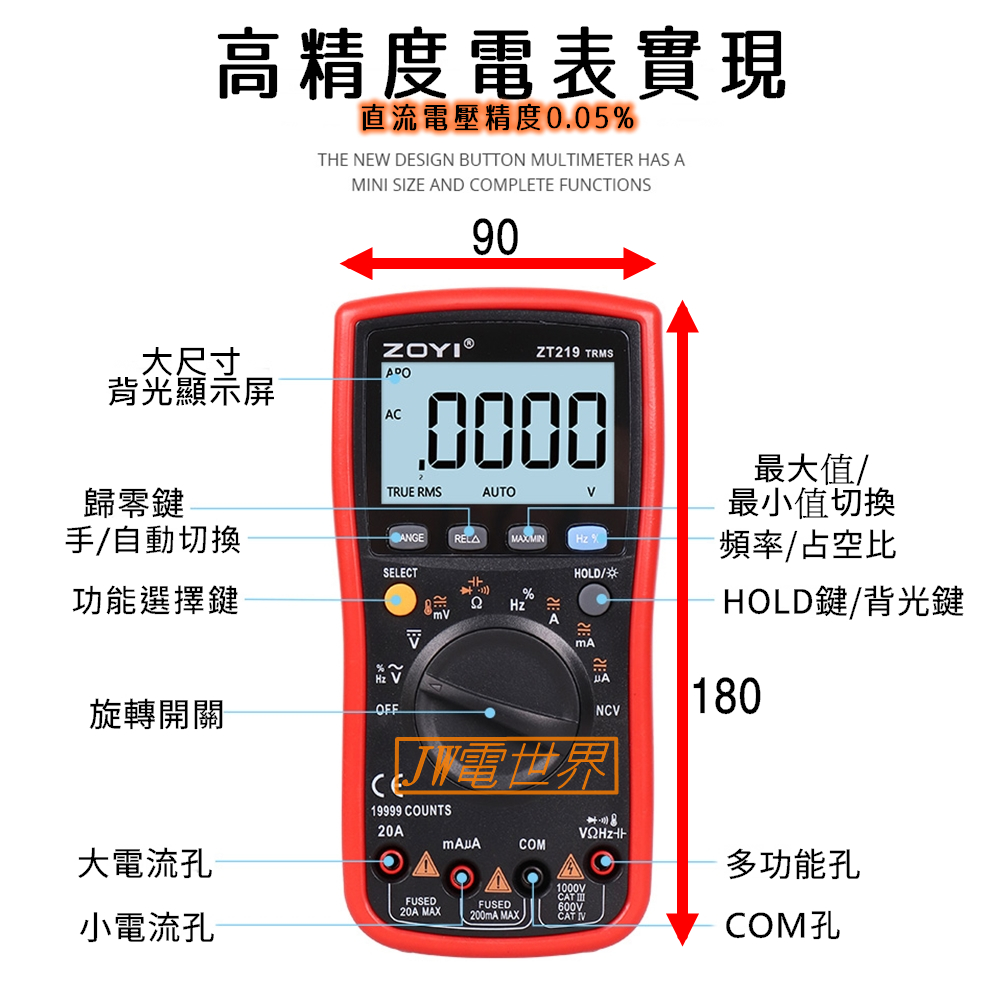 高精度電表實現
直流電壓精度0.05%
THE NEW DESIGN BUTTON MULTIMETER HAS A
MINI SIZE AND COMPLETE FUNCTIONS
90
ZOYI®
ZT219 TRMS
大尺寸
背光顯示屏
APO
AC
.0000
2
TRUE RMS AUTO V
歸零鍵
手/自動切換
功能選擇鍵
旋轉開關
大電流孔
小電流孔
ANGE
REL△
MAX/MIN
Hz %
最大值/
最小值切換
頻率/占空比
HOLD鍵/背光鍵
180
多功能孔
COM孔
SELECT
HOLD/☼
mV
Ω
Hz %
A
mA
μA
V
% Hz V
OFF
NCV
JW電世界
CE
19999 COUNTS
20A
mAμA
COM
VΩHz
FUSED
20A MAX
FUSED
200mA MAX
1000V
CAT III
600V
CAT IV